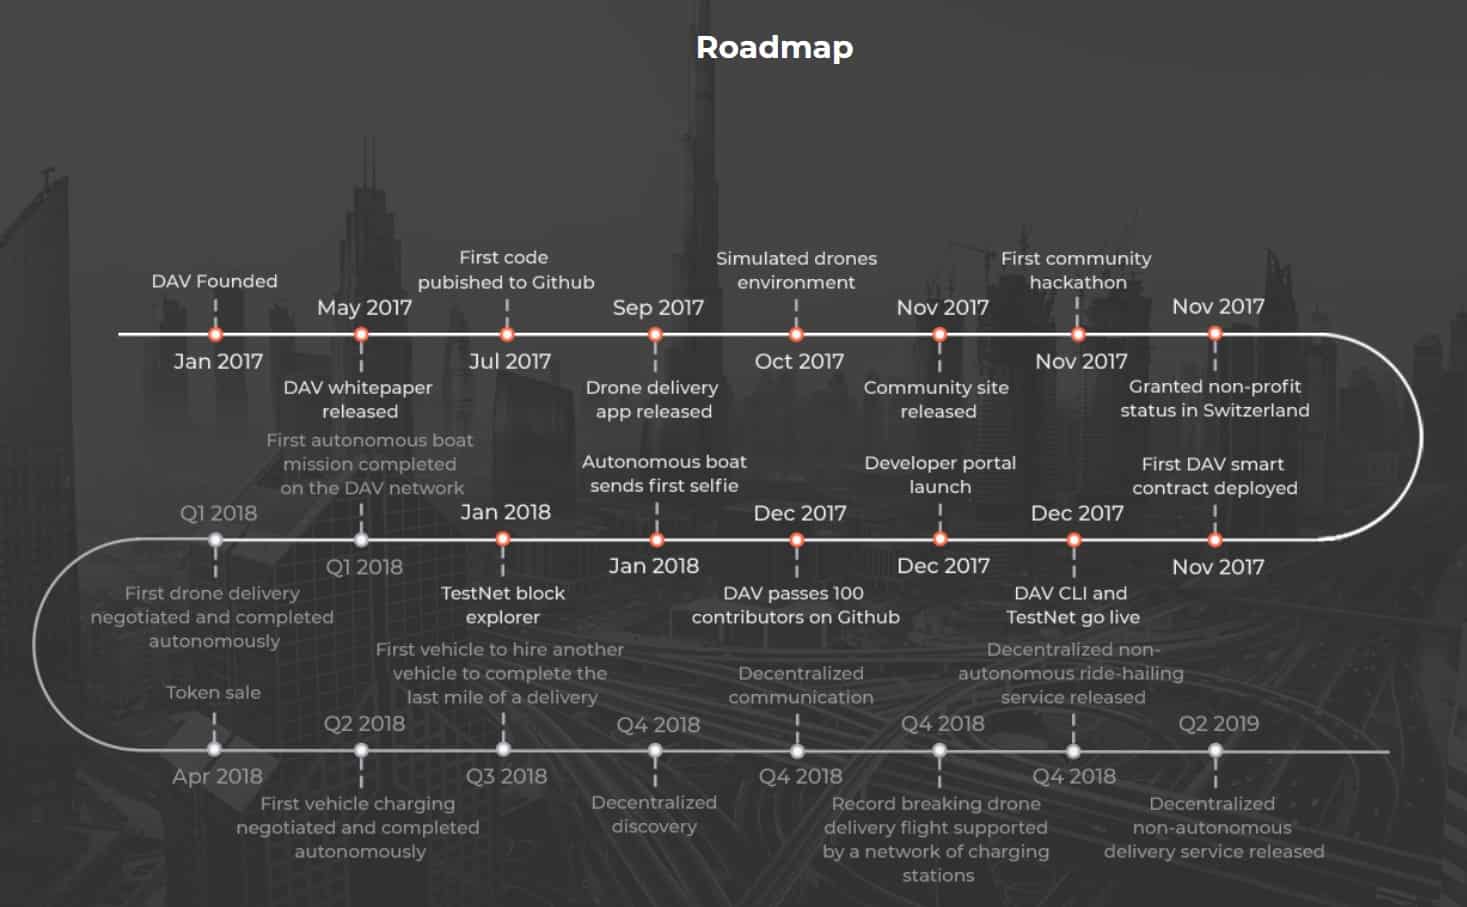 Roadmap
DAV Founded
Jan 2017
May 2017
DAV whitepaper
released
First code
pubished to Github
Jul 2017
Sep 2017
Drone delivery
app released
Simulated drones
environment
Oct 2017
Nov 2017
Community site
released
First community
hackathon
Nov 2017
Nov 2017
Granted non-profit
status in Switzerland
First DAV smart
contract deployed
Nov 2017
Dec 2017
DAV CLI and
TestNet go live
Developer portal
launch
Dec 2017
Dec 2017
DAV passes 100
contributors on Github
Autonomous boat
sends first selfie
Jan 2018
Jan 2018
TestNet block
explorer
First autonomous boat
mission completed
on the DAV network
Q1 2018
Q1 2018
First drone delivery
negotiated and completed
autonomously
Token sale
Apr 2018
Q2 2018
First vehicle charging
negotiated and completed
autonomously
First vehicle to hire another
vehicle to complete the
last mile of a delivery
Q3 2018
Q4 2018
Decentralized
discovery
Decentralized
communication
Q4 2018
Q4 2018
Record breaking drone
delivery flight supported
by a network of charging
stations
Decentralized non-
autonomous ride-hailing
service released
Q4 2018
Q2 2019
Decentralized
non-autonomous
delivery service released